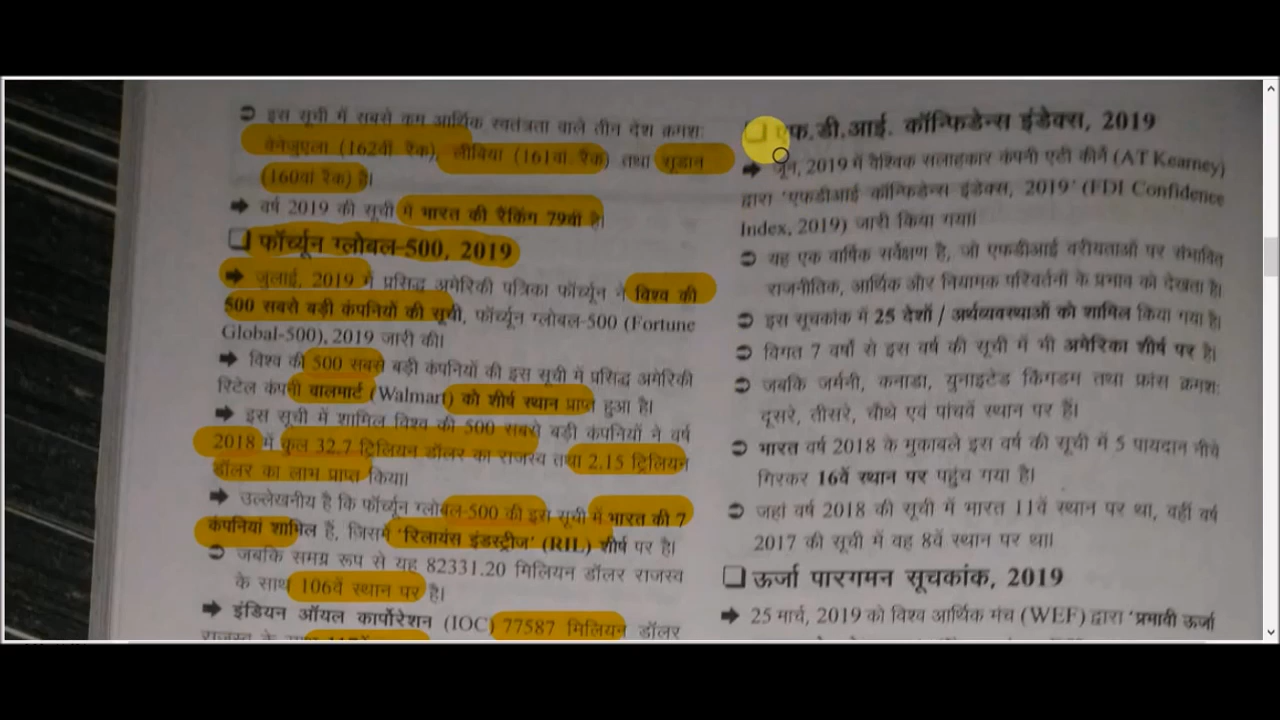 ➲ इस सूची में सबसे कम आर्थिक स्वतंत्रता वाले तीन देश क्रमशः
वेनेजुएला (162वां रैंक), लीबिया (161वां रैंक) तथा सूडान
(160वां रैंक) है।
➡ वर्ष 2019 की सूची में भारत की रैंकिंग 79वीं है।
❑ फॉर्च्यून ग्लोबल-500, 2019
➡ जुलाई, 2019 में प्रसिद्ध अमेरिकी पत्रिका फॉर्च्यून ने विश्व की
500 सबसे बड़ी कंपनियों की सूची, फॉर्च्यून ग्लोबल-500 (Fortune
Global-500), 2019 जारी की।
➡ विश्व की 500 सबसे बड़ी कंपनियों की इस सूची में प्रसिद्ध अमेरिकी
रिटेल कंपनी वालमार्ट (Walmart) को शीर्ष स्थान प्राप्त हुआ है।
➡ इस सूची में शामिल विश्व की 500 सबसे बड़ी कंपनियों ने वर्ष
2018 में कुल 32.7 ट्रिलियन डॉलर का राजस्व तथा 2.15 ट्रिलियन
डॉलर का लाभ प्राप्त किया।
➡ उल्लेखनीय है कि फॉर्च्यून ग्लोबल-500 की इस सूची में भारत की 7
कंपनियां शामिल हैं, जिसमें 'रिलायंस इंडस्ट्रीज' (RIL) शीर्ष पर है।
➲ जबकि समग्र रूप से यह 82331.20 मिलियन डॉलर राजस्व
के साथ 106वें स्थान पर है।
➡ इंडियन ऑयल कार्पोरेशन (IOC) 77587 मिलियन डॉलर
राजस्व के साथ
❑ एफ.डी.आई. कॉन्फिडेन्स इंडेक्स, 2019
➡ जून, 2019 में वैश्विक सलाहकार कंपनी एटी कीर्नी (AT Kearney)
द्वारा 'एफडीआई कॉन्फिडेन्स इंडेक्स, 2019' (FDI Confidence
Index, 2019) जारी किया गया।
➲ यह एक वार्षिक सर्वेक्षण है, जो एफडीआई वरीयताओं पर संभावित
राजनीतिक, आर्थिक और नियामक परिवर्तनों के प्रभाव को देखता है।
➲ इस सूचकांक में 25 देशों / अर्थव्यवस्थाओं को शामिल किया गया है।
➲ विगत 7 वर्षों से इस वर्ष की सूची में भी अमेरिका शीर्ष पर है।
➲ जबकि जर्मनी, कनाडा, युनाइटेड किंगडम तथा फ्रांस क्रमशः
दूसरे, तीसरे, चौथे एवं पांचवें स्थान पर हैं।
➲ भारत वर्ष 2018 के मुकाबले इस वर्ष की सूची में 5 पायदान नीचे
गिरकर 16वें स्थान पर पहुंच गया है।
➲ जहां वर्ष 2018 की सूची में भारत 11वें स्थान पर था, वहीं वर्ष
2017 की सूची में वह 8वें स्थान पर था।
❑ ऊर्जा पारगमन सूचकांक, 2019
➡ 25 मार्च, 2019 को विश्व आर्थिक मंच (WEF) द्वारा 'प्रभावी ऊर्जा